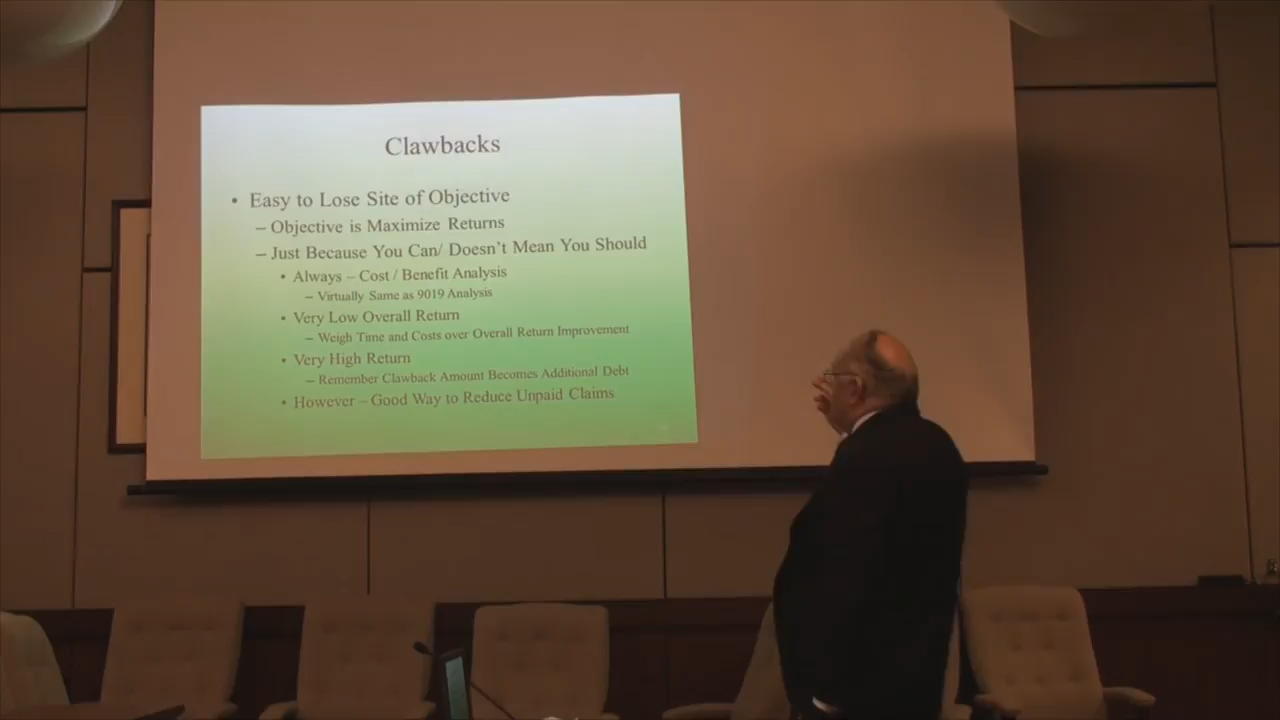 Clawbacks
• Easy to Lose Site of Objective
– Objective is Maximize Returns
– Just Because You Can/ Doesn't Mean You Should
• Always – Cost / Benefit Analysis
– Virtually Same as 9019 Analysis
• Very Low Overall Return
– Weigh Time and Costs over Overall Return Improvement
• Very High Return
– Remember Clawback Amount Becomes Additional Debt
• However – Good Way to Reduce Unpaid Claims